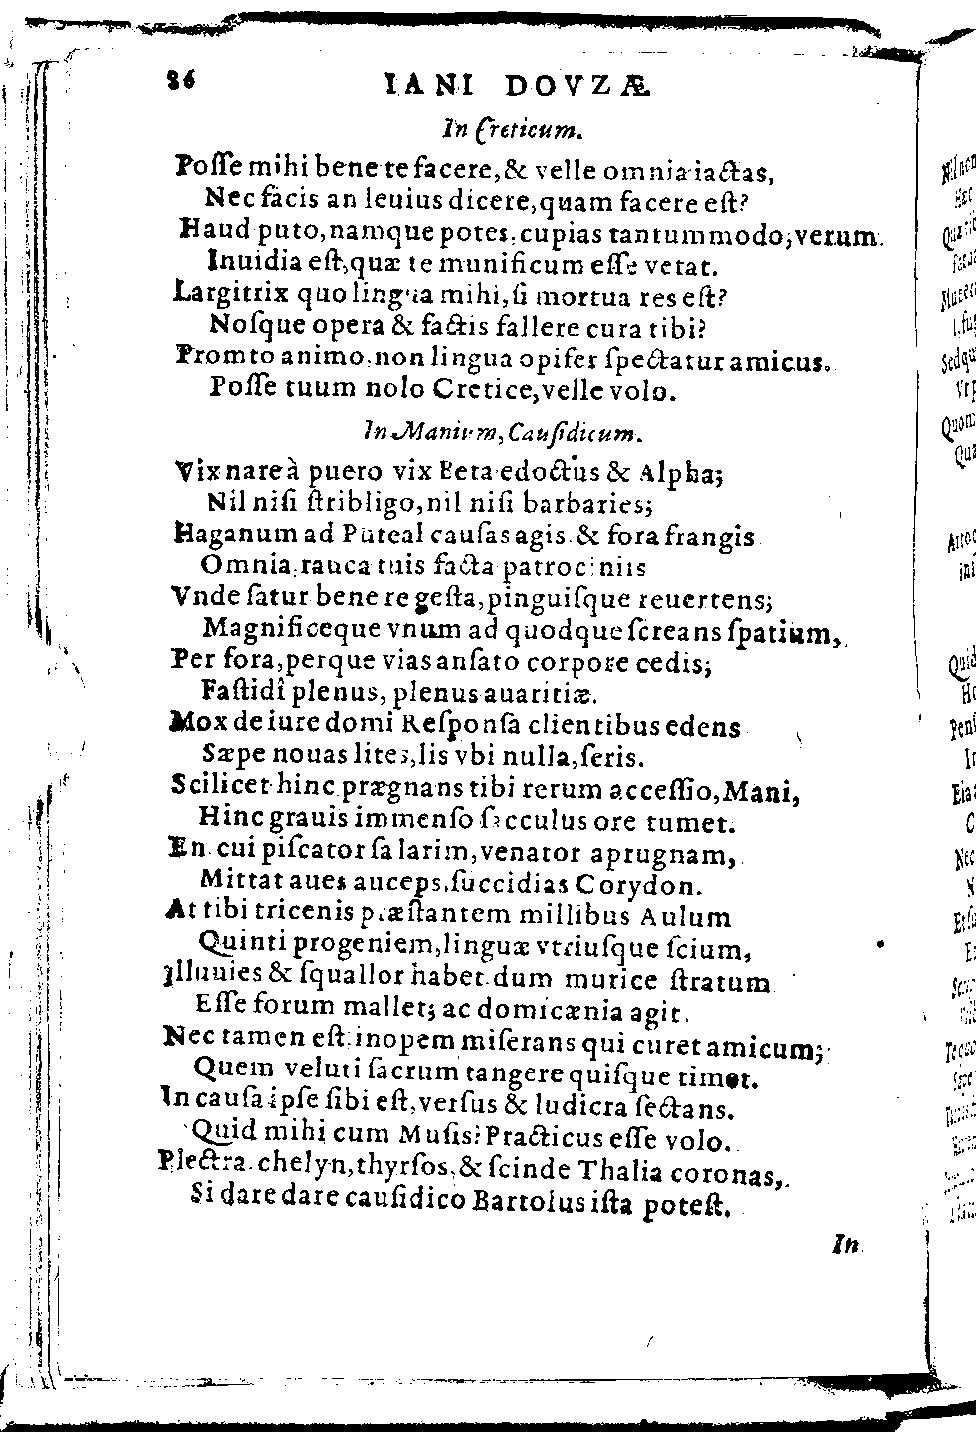 86 IANI DOVZÆ
In Creticum.
Poſſe mihi bene te facere, & velle omnia iactas,
Nec facis an leuius dicere, quam facere eſt?
Haud puto, namque potes, cupias tantummodo; verum
Inuidia eſt, quæ te munificum eſſe vetat.
Largitrix quo lingua mihi, ſi mortua res eſt?
Noſque opera & factis fallere cura tibi?
Promto animo, non lingua opifer ſpectatur amicus.
Poſſe tuum nolo Cretice, velle volo.
In Manium, Cauſidicum.
Vix nare à puero vix Beta edoctus & Alpha;
Nil niſi ſtribligo, nil niſi barbaries;
Haganum ad Puteal cauſas agis & fora frangis
Omnia, rauca tuis facta patrociniis
Vnde ſatur bene re geſta, pinguiſque reuertens;
Magnificeque vnum ad quodque ſcreans ſpatium,
Per fora, perque vias anſato corpore cedis;
Faſtidî plenus, plenus auaritiæ.
Mox de iure domi Reſponſa clientibus edens
Sæpe nouas lites, lis vbi nulla, ſeris.
Scilicet hinc prægnans tibi rerum acceſſio, Mani,
Hinc grauis immenſo ſacculus ore tumet.
En cui piſcator ſalarim, venator aprugnam,
Mittat aues auceps, ſuccidias Corydon.
At tibi tricenis præſtantem millibus Aulum
Quinti progeniem, linguæ vtriuſque ſcium,
Illuuies & ſquallor habet dum murice ſtratum
Eſſe forum mallet; ac domicænia agit.
Nec tamen eſt inopem miſerans qui curet amicum;
Quem veluti ſacrum tangere quiſque timet.
In cauſa ipſe ſibi eſt, verſus & ludicra ſectans.
Quid mihi cum Muſis? Practicus eſſe volo.
Plectra, chelyn, thyrſos, & ſcinde Thalia coronas,
Si dare dare cauſidico Bartolus iſta poteſt.
In